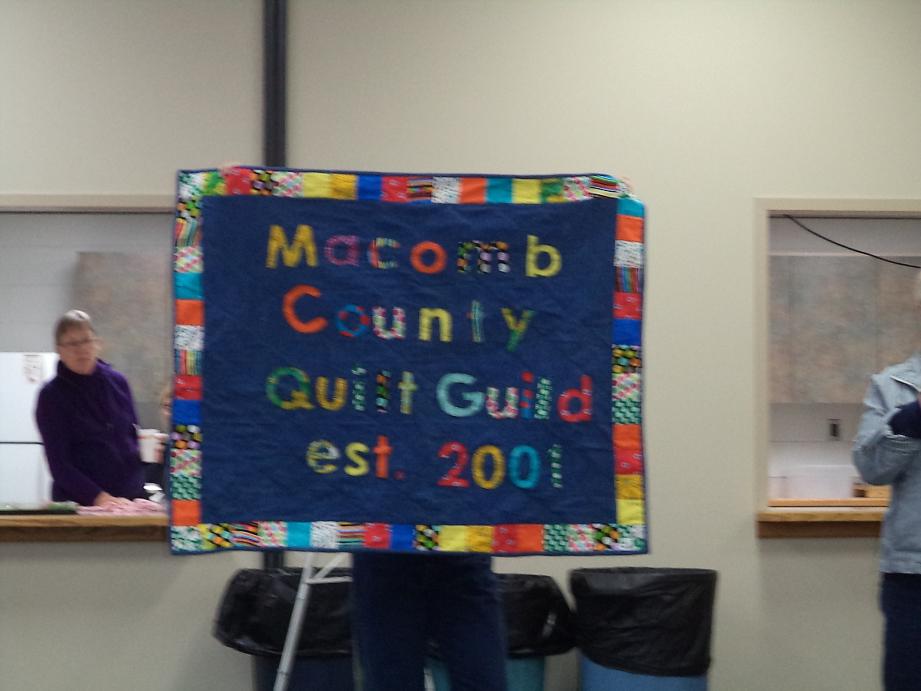 Macomb
County
Quilt Guild
est. 2001